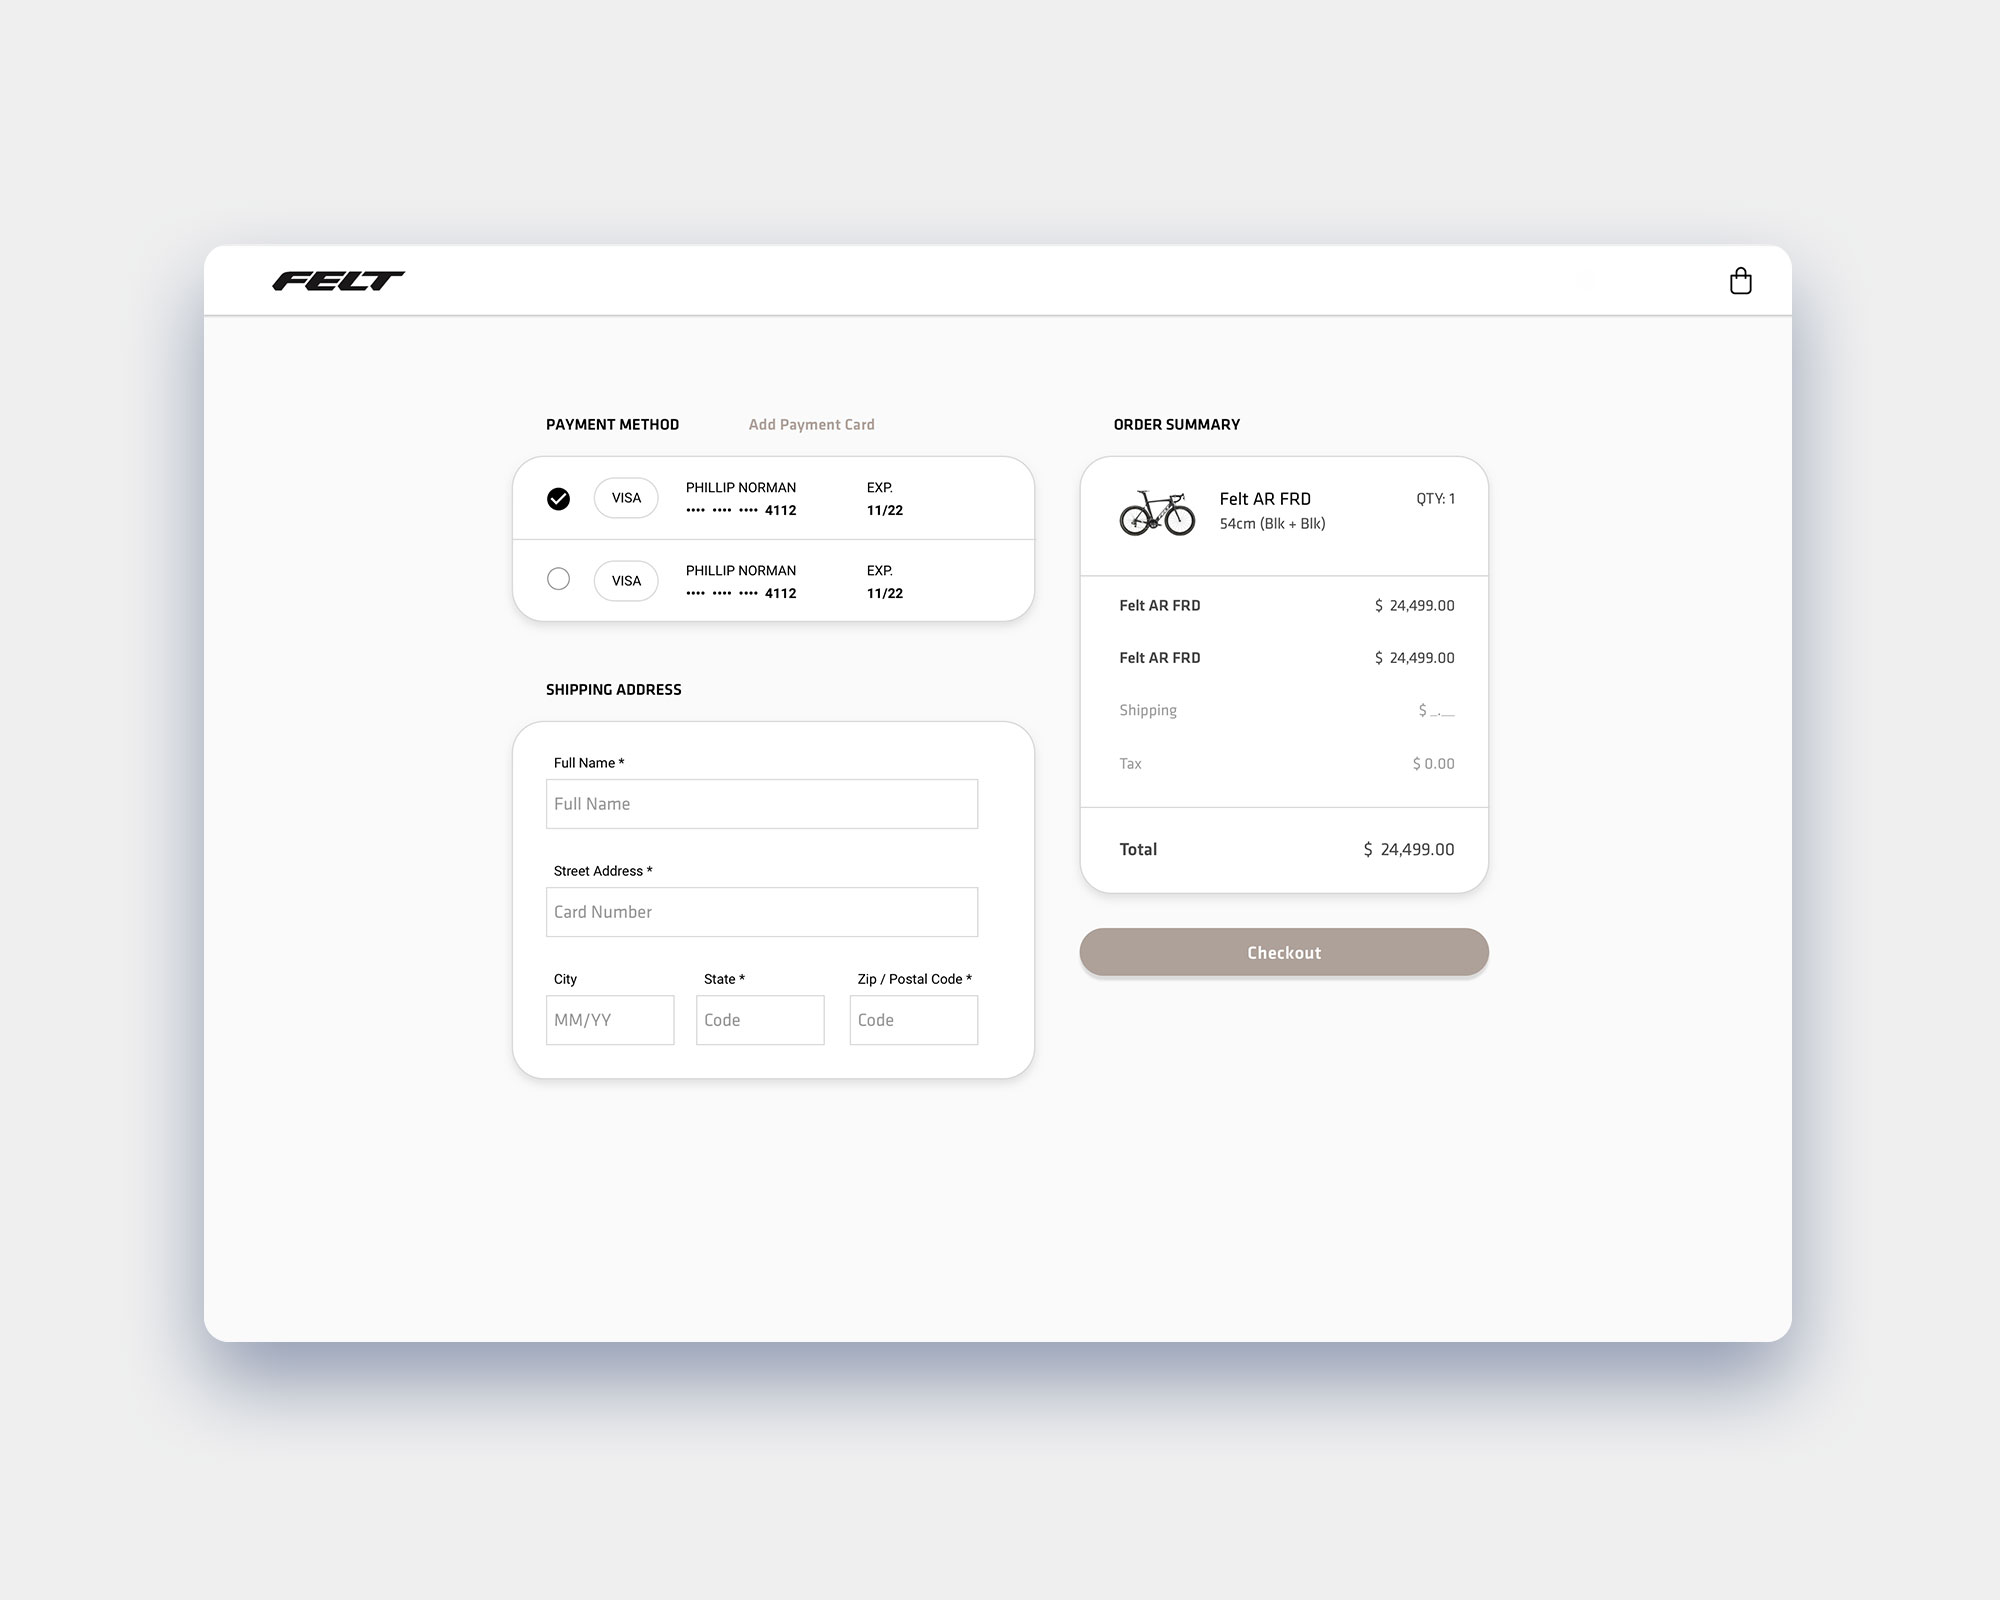 FELT
PAYMENT METHOD
Add Payment Card
VISA
PHILLIP NORMAN
EXP.
•••• •••• •••• 4112
11/22
VISA
PHILLIP NORMAN
EXP.
•••• •••• •••• 4112
11/22
SHIPPING ADDRESS
Full Name *
Full Name
Street Address *
Card Number
City
State *
Zip / Postal Code *
MM/YY
Code
Code
ORDER SUMMARY
Felt AR FRD
QTY: 1
54cm (Blk + Blk)
Felt AR FRD
$ 24,499.00
Felt AR FRD
$ 24,499.00
Shipping
$ _.__
Tax
$ 0.00
Total
$ 24,499.00
Checkout